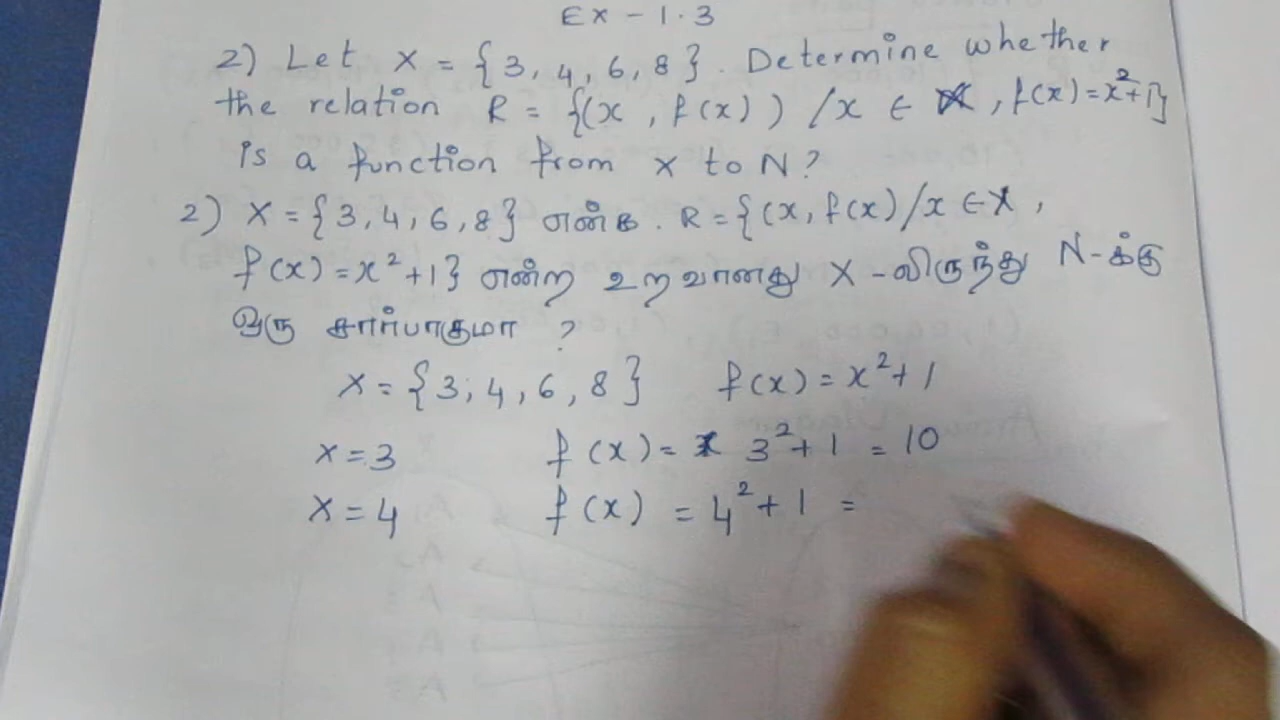 Ex - 1.3
2) Let X = {3, 4, 6, 8}. Determine whether
the relation R = {(x, f(x)) / x ∈ X, f(x) = x²+1}
is a function from X to N?
2) X = {3, 4, 6, 8} என்க. R = {(x, f(x) / x ∈ X,
f(x) = x² + 1} என்ற உறவானது X -லிருந்து N-க்கு
ஒரு சார்பாகுமா ?
X = {3, 4, 6, 8} f(x) = x² + 1
x = 3 f(x) = 3² + 1 = 10
x = 4 f(x) = 4² + 1 =